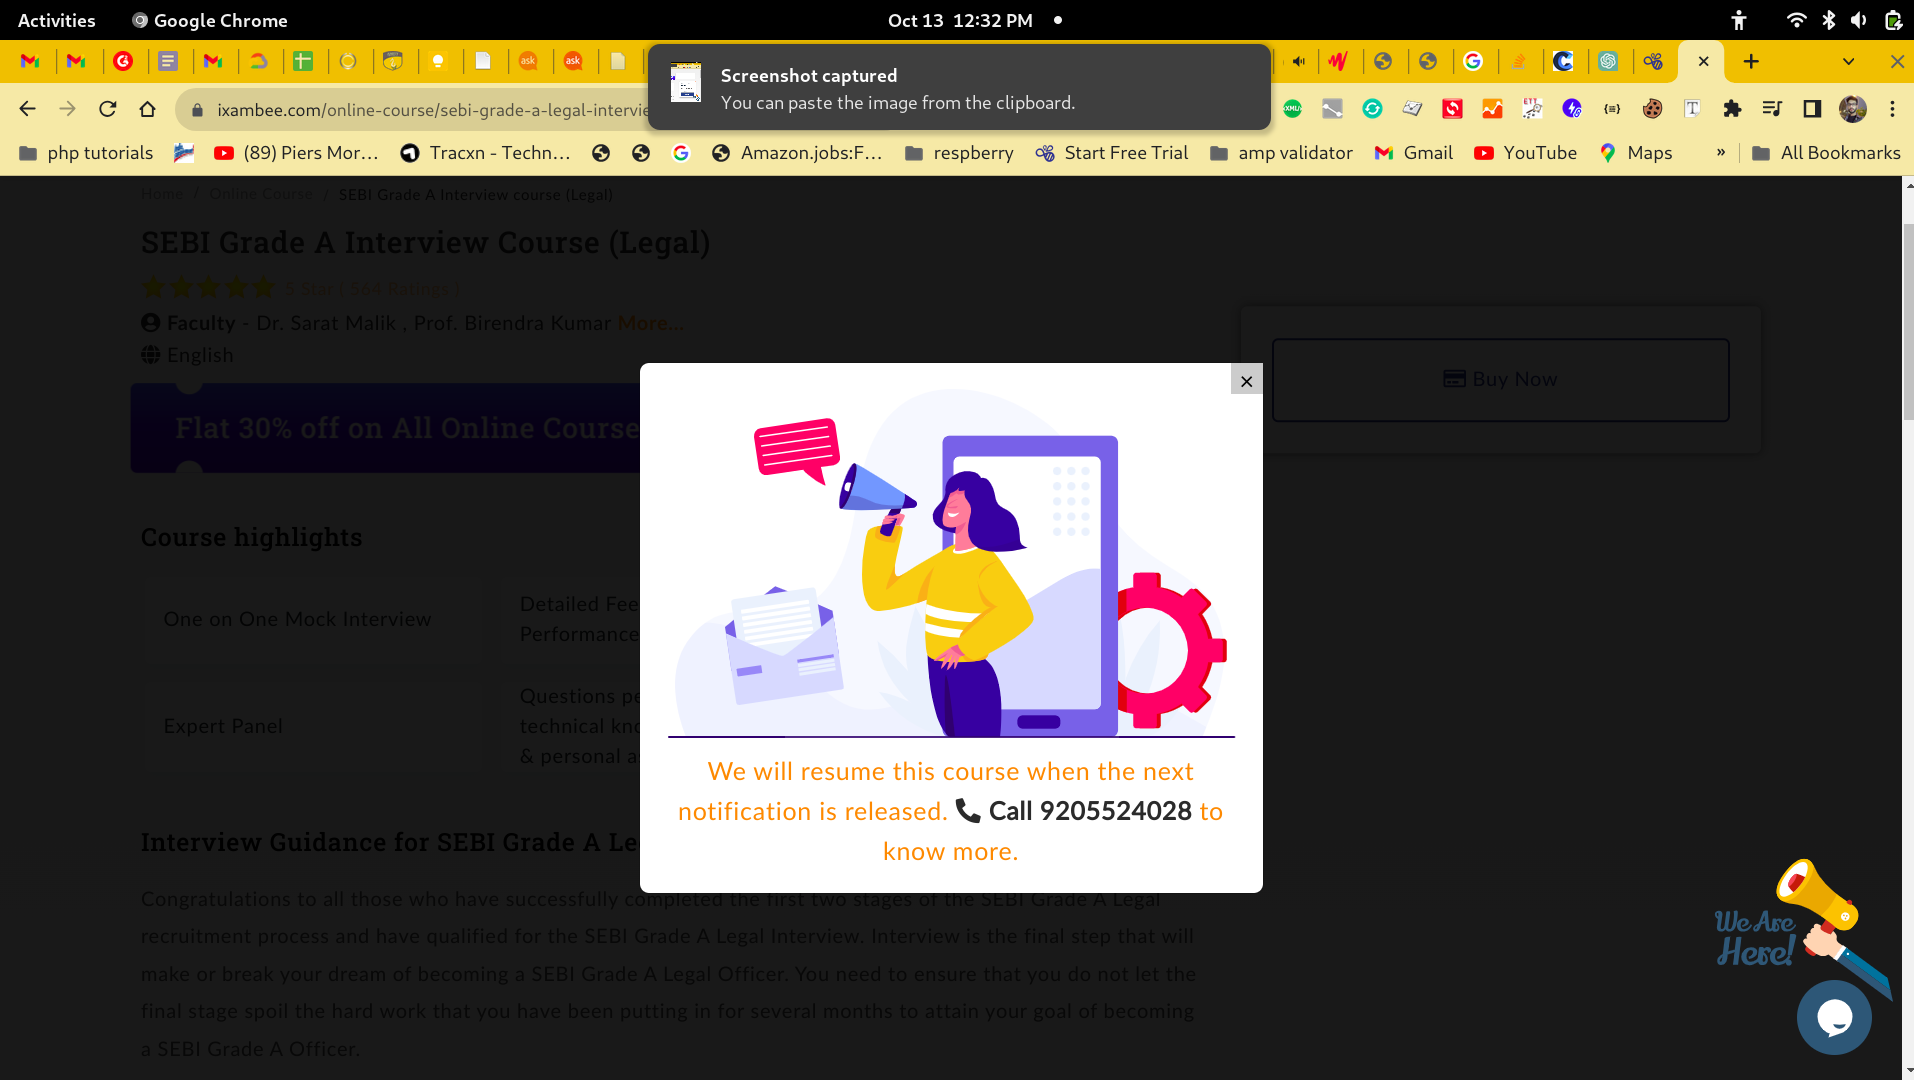 Activities
Google Chrome
Oct 13 12:32 PM
Screenshot captured
You can paste the image from the clipboard.
ask
ask
ixambee.com/online-course/sebi-grade-a-legal-intervie
php tutorials
(89) Piers Mor...
Tracxn - Techn...
Amazon.jobs:F...
respberry
Start Free Trial
amp validator
Gmail
YouTube
Maps
»
All Bookmarks
Home / Online Course / SEBI Grade A Interview course (Legal)
SEBI Grade A Interview Course (Legal)
5 Star | 564 Ratings |
Faculty - Dr. Sarat Malik , Prof. Birendra Kumar More...
English
Buy Now
Flat 30% off on All Online Course
Course highlights
One on One Mock Interview
Detailed Fee
Performance
Expert Panel
Questions pe
technical kno
& personal a
We will resume this course when the next
notification is released. Call 9205524028 to
know more.
Interview Guidance for SEBI Grade A Le
Congratulations to all those who have successfully completed the first two stages of the SEBI Grade A Legal
recruitment process and have qualified for the SEBI Grade A Legal Interview. Interview is the final step that will
make or break your dream of becoming a SEBI Grade A Legal Officer. You need to ensure that you do not let the
final stage spoil the hard work that you have been putting in for several months to attain your goal of becoming
a SEBI Grade A Officer.
We Are
Here!